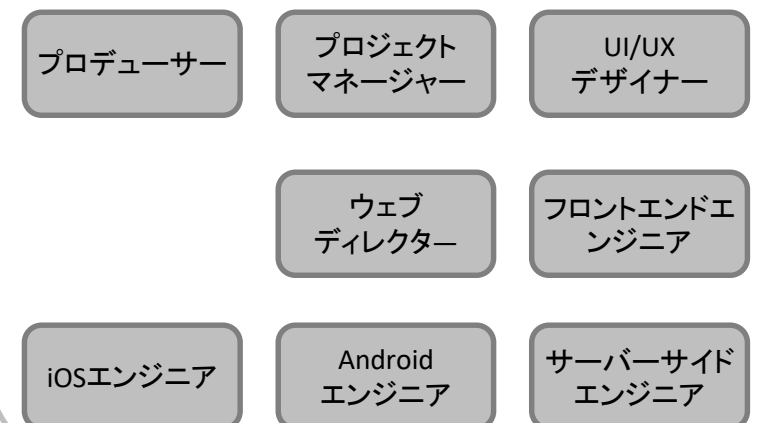 プロデューサー
プロジェクト
マネージャー
UI/UX
デザイナー
ウェブ
ディレクター
フロントエンドエ
ンジニア
iOSエンジニア
Android
エンジニア
サーバーサイド
エンジニア